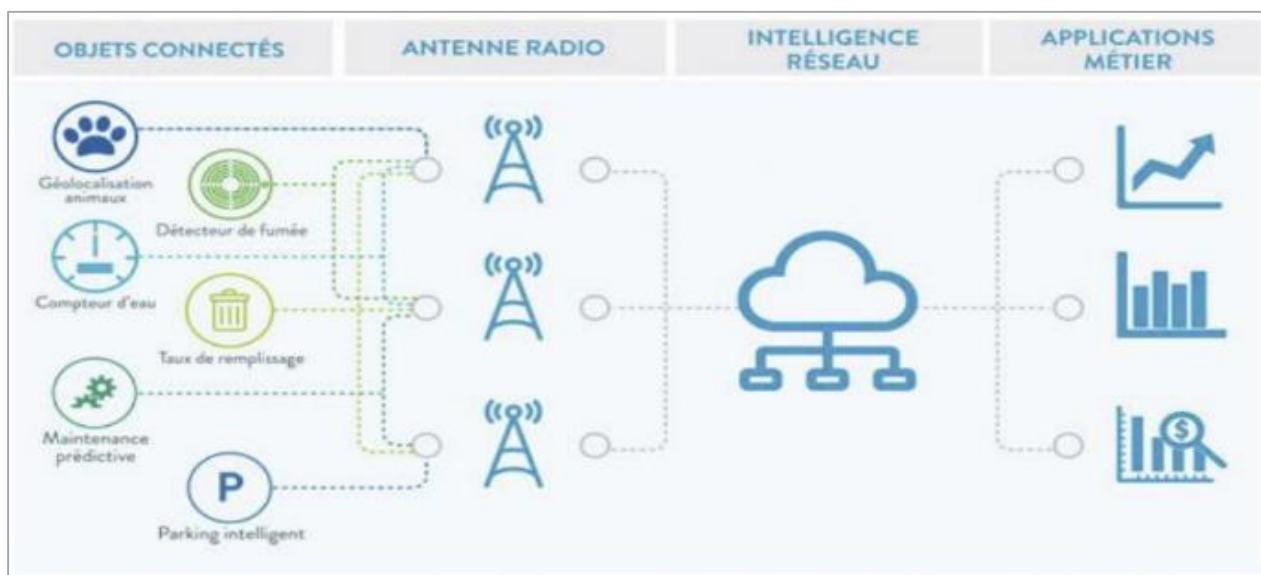 OBJETS CONNECTÉS
ANTENNE RADIO
INTELLIGENCE
RÉSEAU
APPLICATIONS
MÉTIER
Géolocalisation
animaux
Détecteur de fumée
Compteur d'eau
Taux de remplissage
Maintenance
prédictive
P
Parking intelligent
$